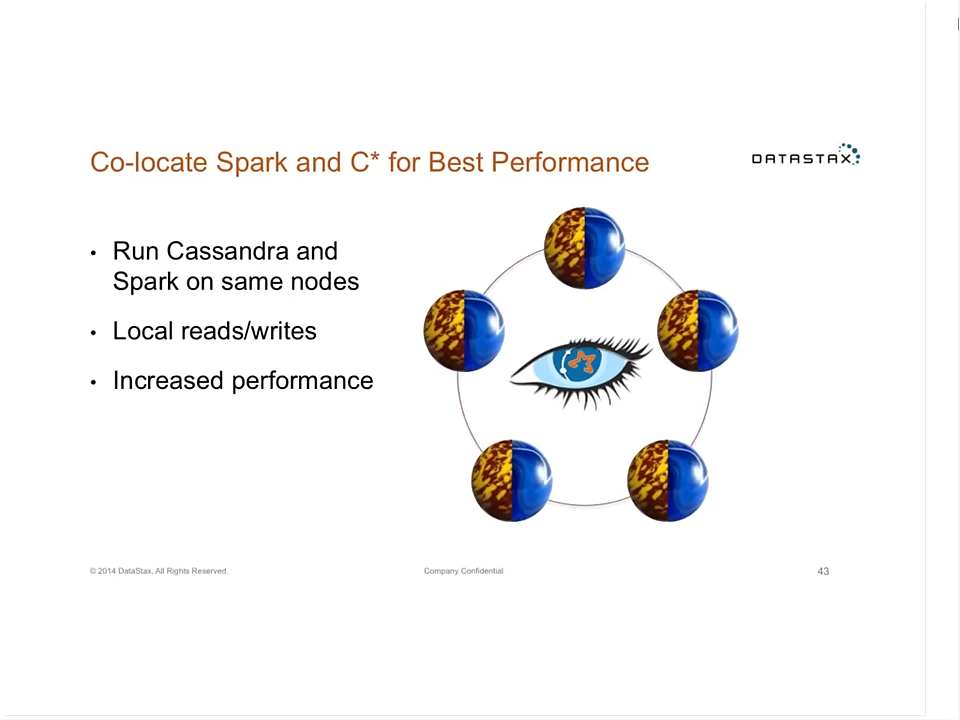 Co-locate Spark and C* for Best Performance
DATASTAX
• Run Cassandra and
Spark on same nodes
• Local reads/writes
• Increased performance
© 2014 DataStax, All Rights Reserved.
Company Confidential
43